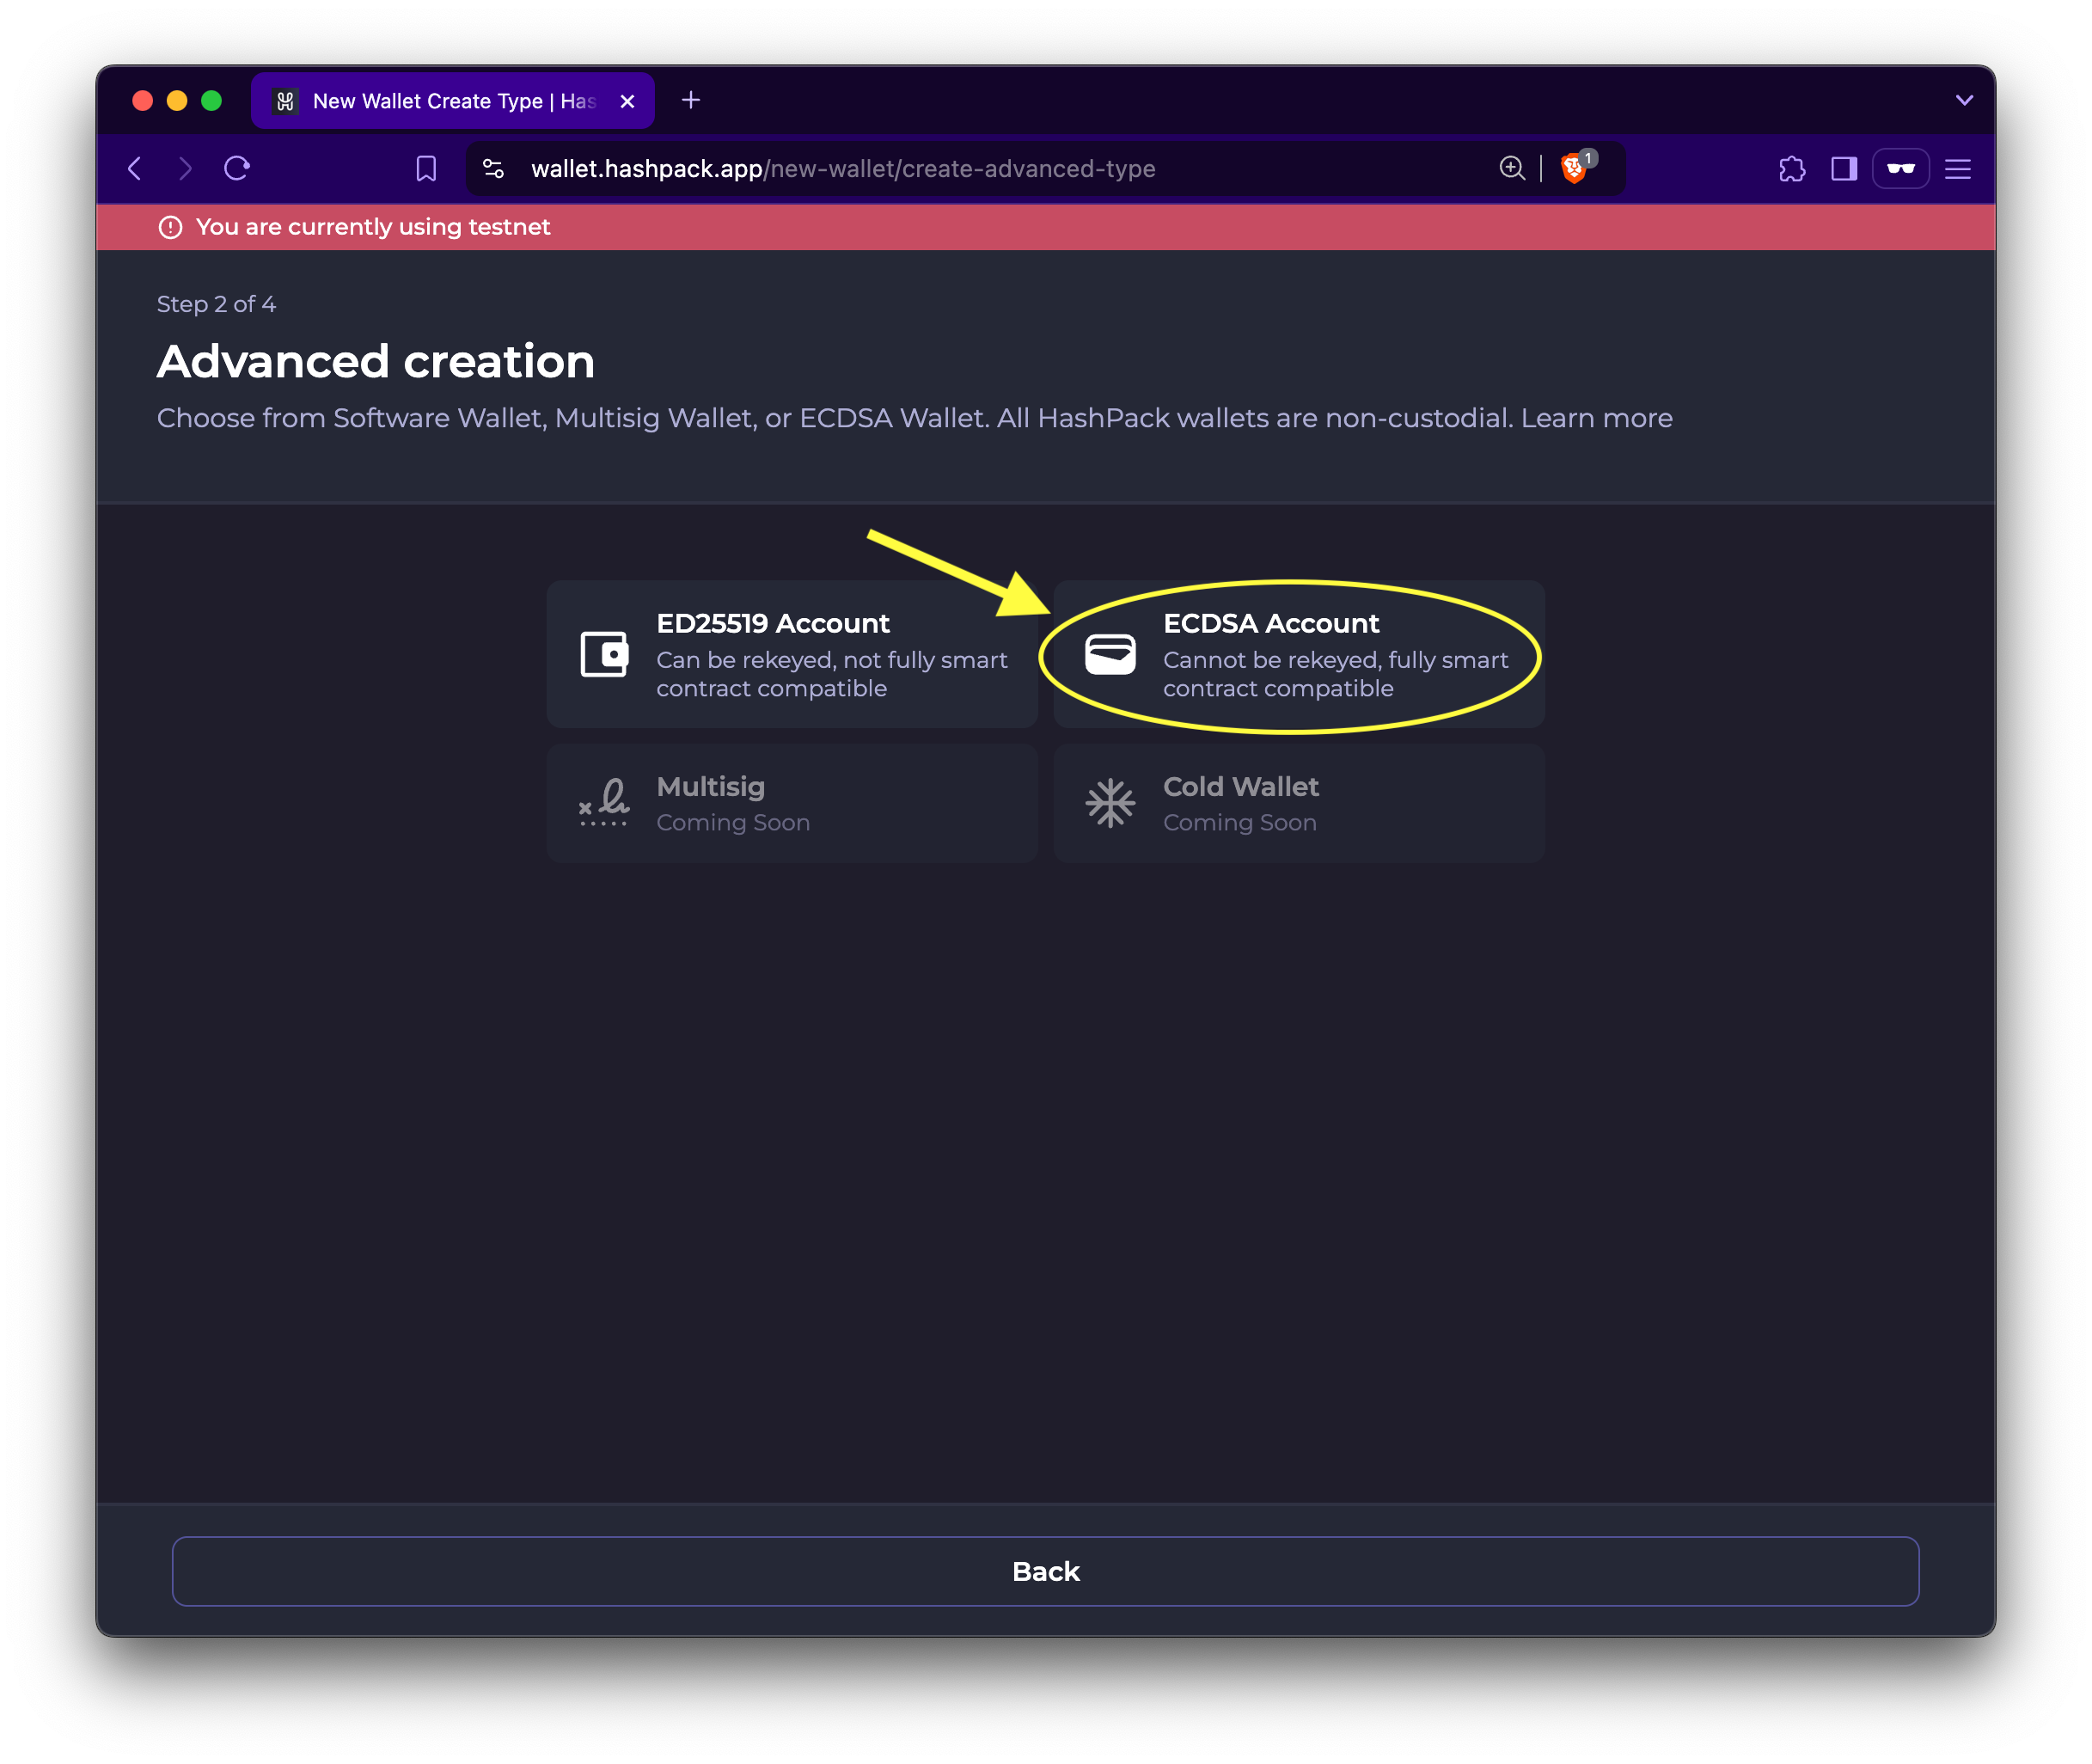 New Wallet Create Type | Has
wallet.hashpack.app/new-wallet/create-advanced-type
1
You are currently using testnet
Step 2 of 4
Advanced creation
Choose from Software Wallet, Multisig Wallet, or ECDSA Wallet. All HashPack wallets are non-custodial. Learn more
ED25519 Account
Can be rekeyed, not fully smart
contract compatible
ECDSA Account
Cannot be rekeyed, fully smart
contract compatible
Multisig
Coming Soon
Cold Wallet
Coming Soon
Back